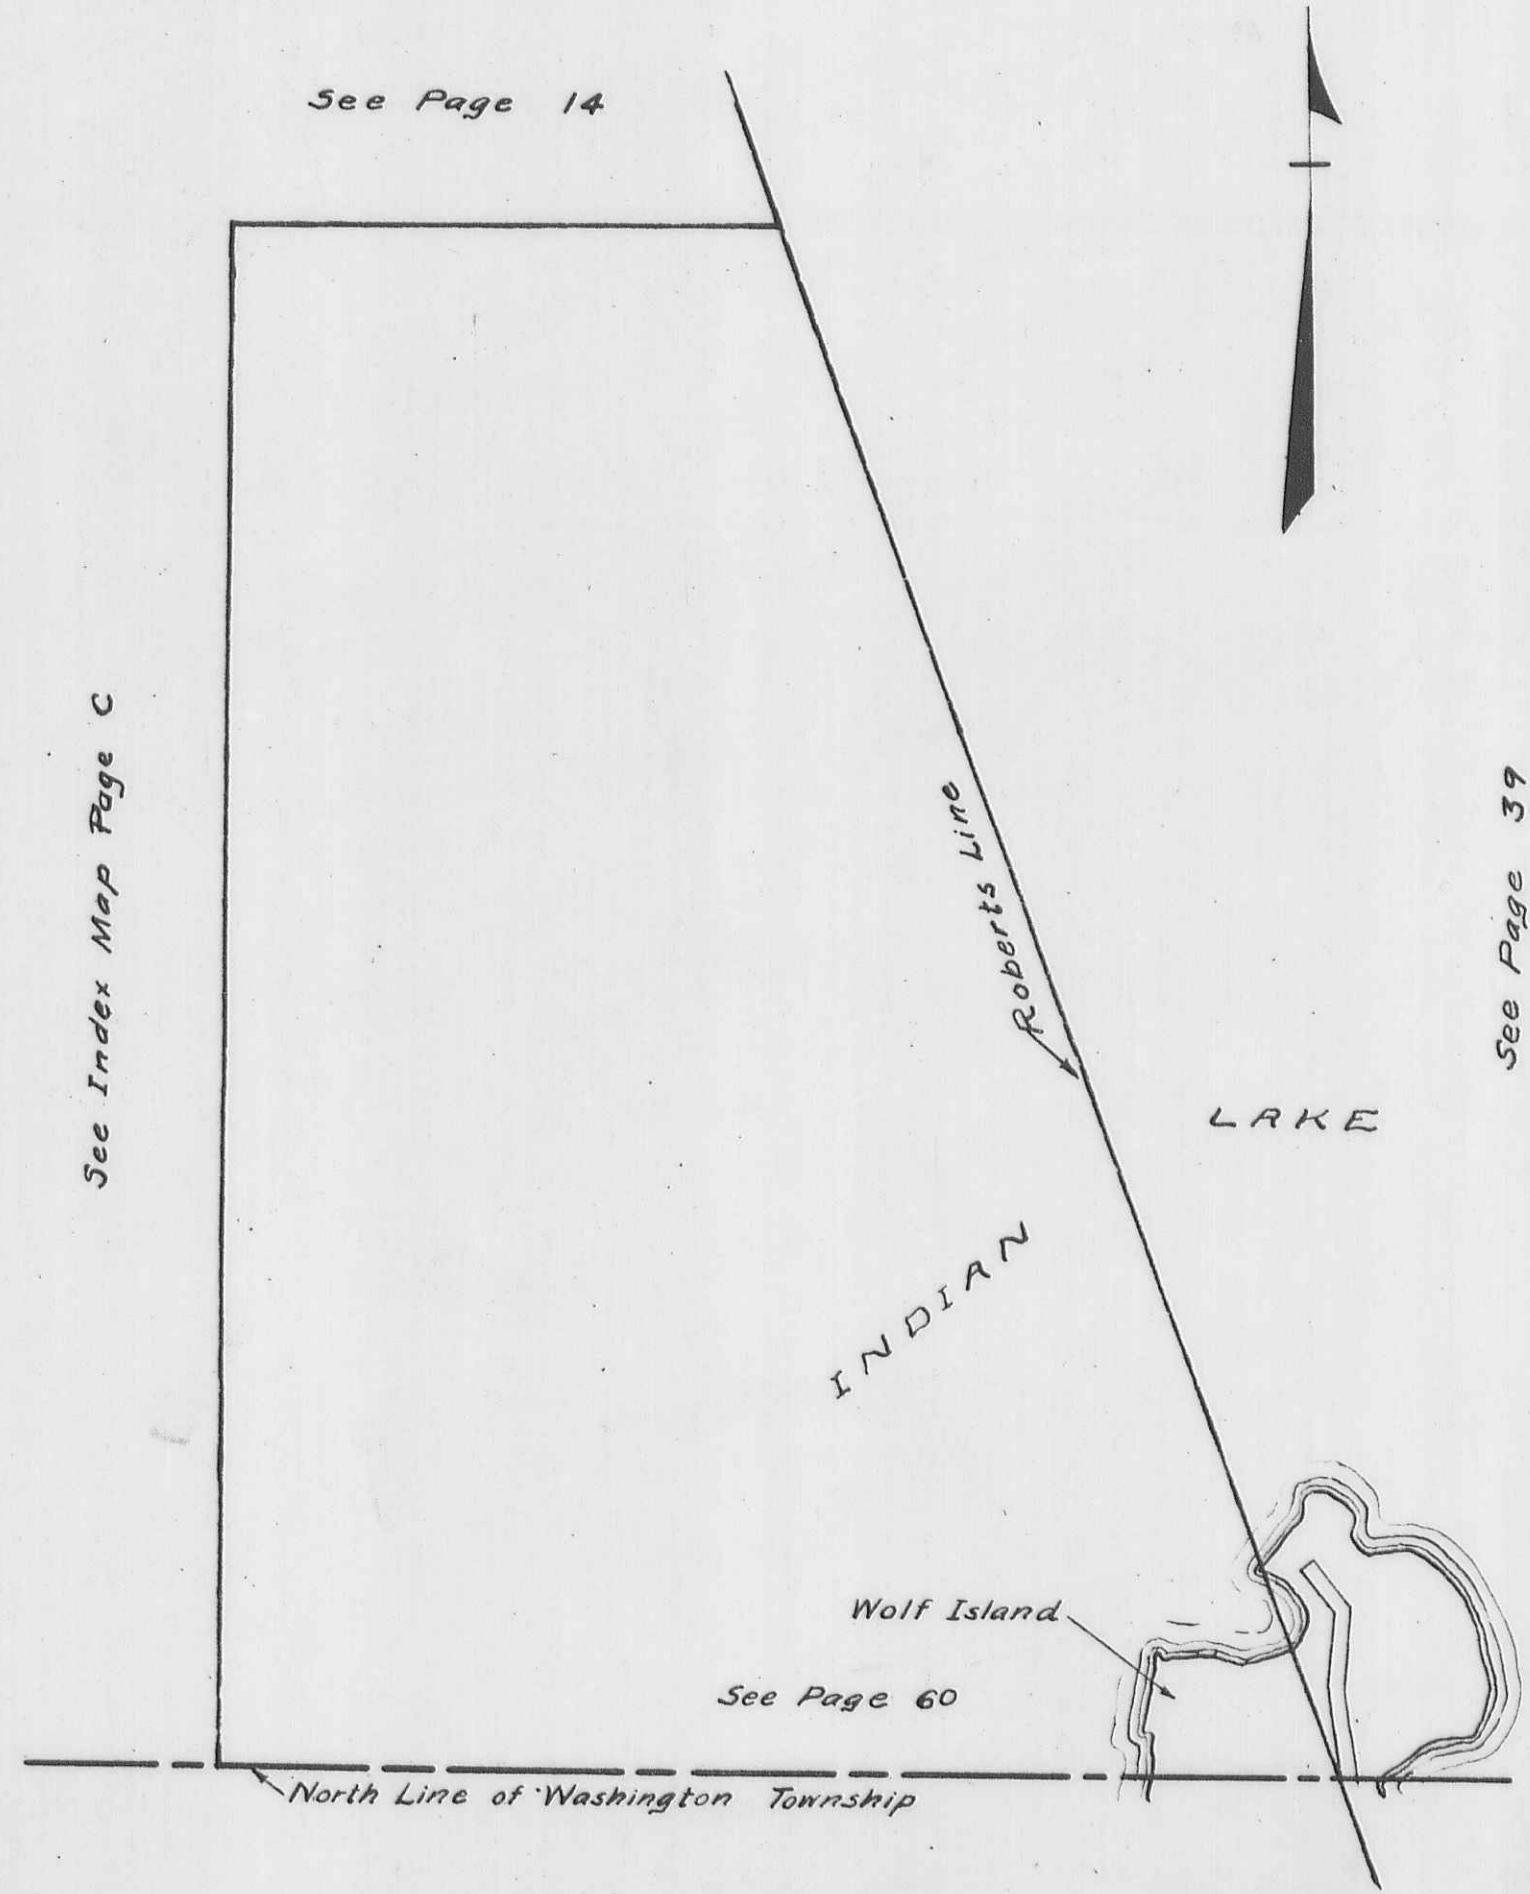 See Page 14
See Index Map Page C
See Page 39
Roberts Line
LAKE
INDIAN
Wolf Island
See Page 60
North Line of Washington Township